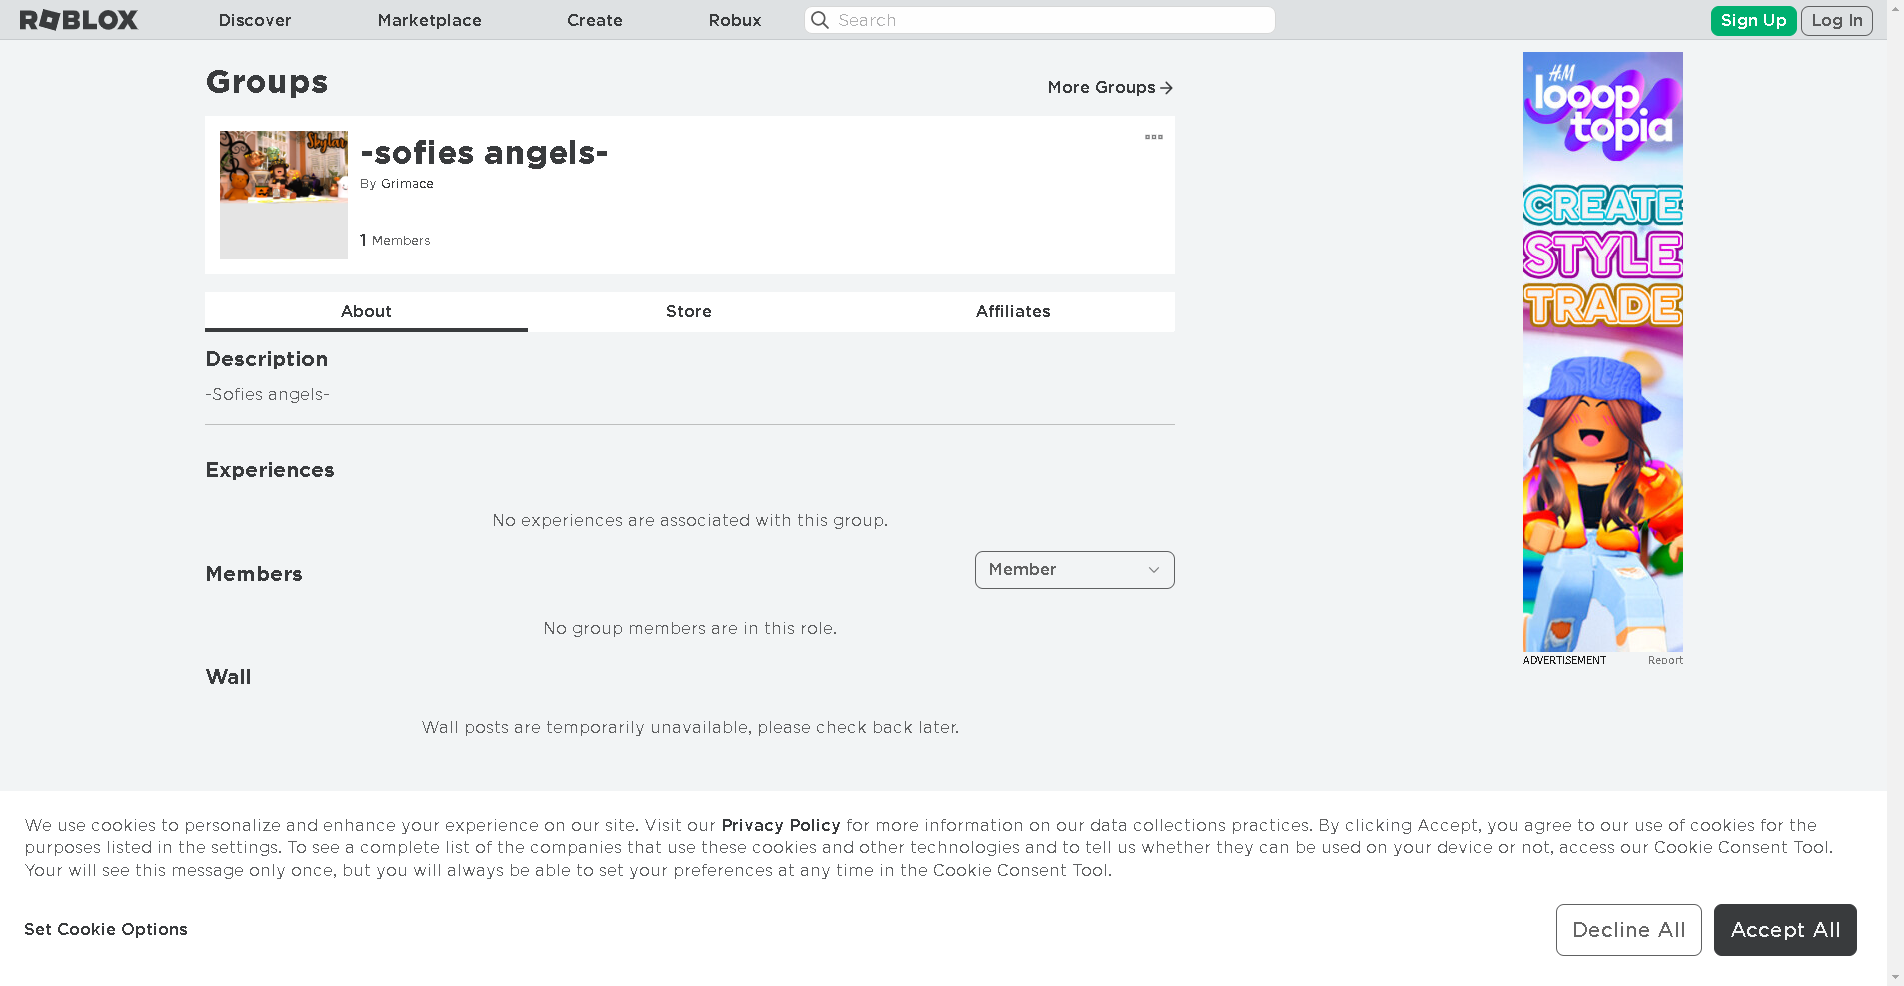 ROBLOX
Discover
Marketplace
Create
Robux
Search
Sign Up
Log In
Groups
More Groups
Skylar
-sofies angels-
By Grimace
1 Members
About
Store
Affiliates
Description
-Sofies angels-
Experiences
No experiences are associated with this group.
Members
Member
No group members are in this role.
Wall
Wall posts are temporarily unavailable, please check back later.
H&M
looop
topia
CREATE
STYLE
TRADE
ADVERTISEMENT
Report
We use cookies to personalize and enhance your experience on our site. Visit our Privacy Policy for more information on our data collections practices. By clicking Accept, you agree to our use of cookies for the
purposes listed in the settings. To see a complete list of the companies that use these cookies and other technologies and to tell us whether they can be used on your device or not, access our Cookie Consent Tool.
Your will see this message only once, but you will always be able to set your preferences at any time in the Cookie Consent Tool.
Set Cookie Options
Decline All
Accept All